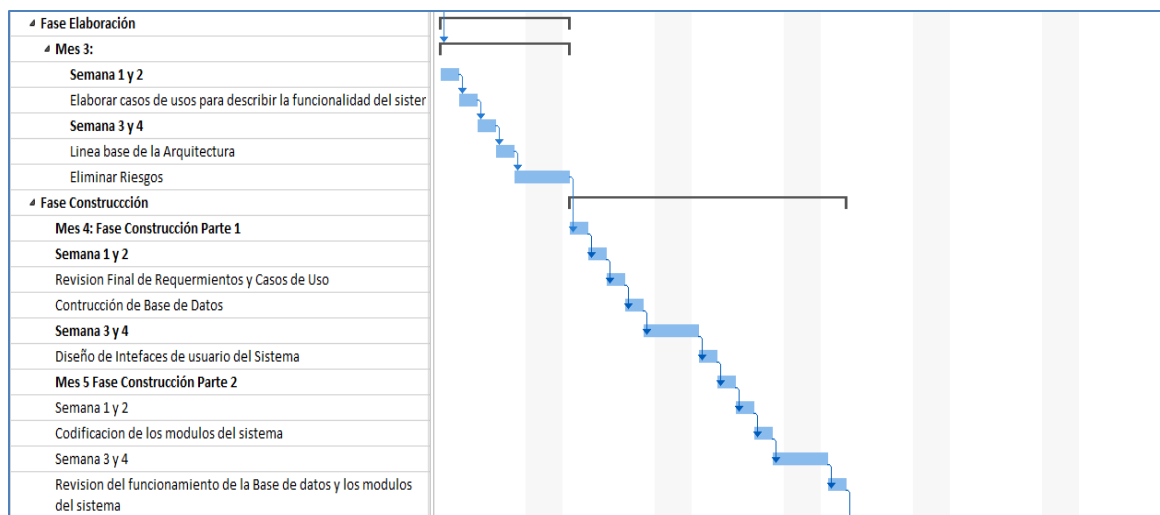 Fase Elaboración
Mes 3:
Semana 1 y 2
Elaborar casos de usos para describir la funcionalidad del sister
Semana 3 y 4
Linea base de la Arquitectura
Eliminar Riesgos
Fase Construccción
Mes 4: Fase Construcción Parte 1
Semana 1 y 2
Revision Final de Requermientos y Casos de Uso
Contrucción de Base de Datos
Semana 3 y 4
Diseño de Intefaces de usuario del Sistema
Mes 5 Fase Construcción Parte 2
Semana 1 y 2
Codificacion de los modulos del sistema
Semana 3 y 4
Revision del funcionamiento de la Base de datos y los modulos
del sistema